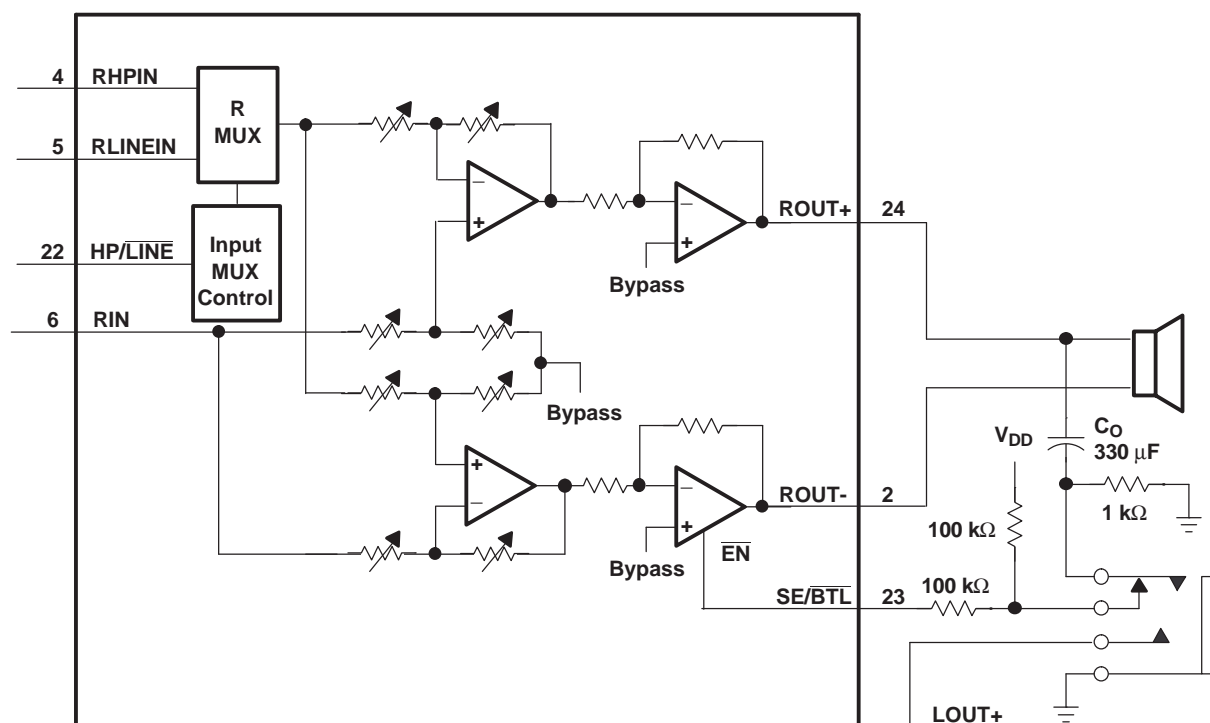 4 RHPIN
R
MUX
5 RLINEIN
22 HP/LINE
Input
MUX
Control
6 RIN
−
+
−
+
ROUT+ 24
Bypass
Bypass
+
−
−
+
ROUT- 2
Bypass
EN
SE/BTL 23
VDD
CO
330 μF
1 kΩ
100 kΩ
100 kΩ
LOUT+